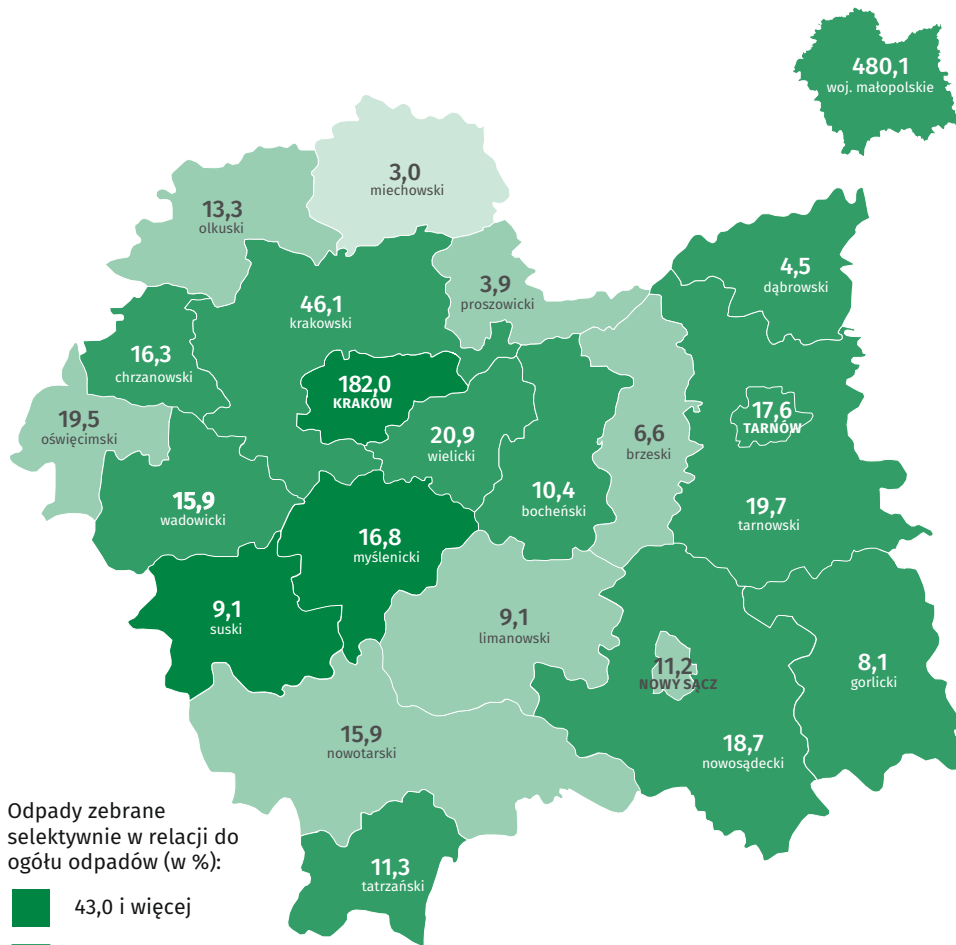 480,1
woj. małopolskie
3,0
miechowski
13,3
olkuski
4,5
dąbrowski
3,9
proszowicki
46,1
krakowski
16,3
chrzanowski
182,0
KRAKÓW
17,6
TARNÓW
19,5
oświęcimski
20,9
wielicki
6,6
brzeski
15,9
wadowicki
10,4
bocheński
19,7
tarnowski
16,8
myślenicki
9,1
suski
9,1
limanowski
11,2
NOWY SĄCZ
8,1
gorlicki
15,9
nowotarski
18,7
nowosądecki
11,3
tatrzański
Odpady zebrane
selektywnie w relacji do
ogółu odpadów (w %):
43,0 i więcej